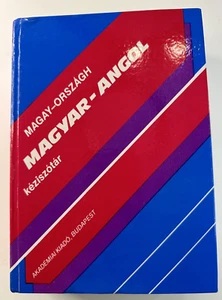 MAGAY–ORSZÁGH
MAGYAR-ANGOL
kéziszótár
AKADÉMIAI KIADÓ, BUDAPEST